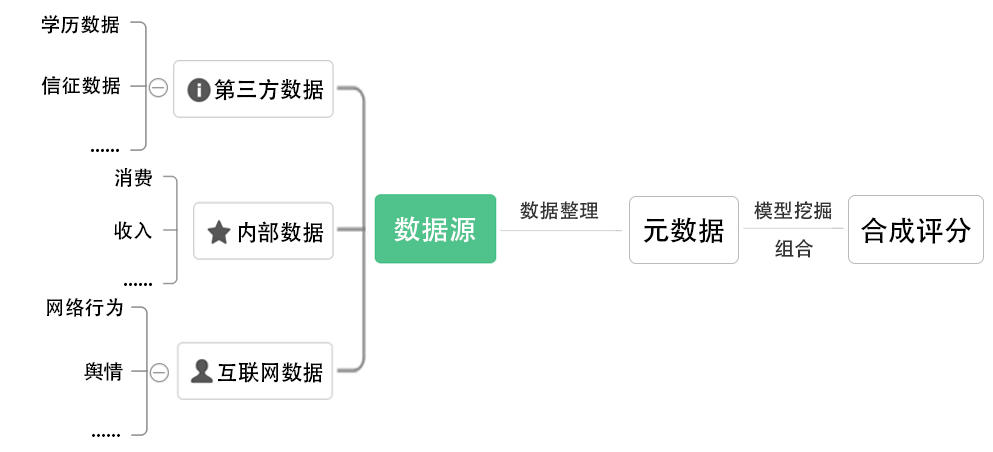 学历数据
信征数据
......
第三方数据
消费
收入
......
内部数据
网络行为
舆情
......
互联网数据
数据源
数据整理
元数据
模型挖掘
组合
合成评分